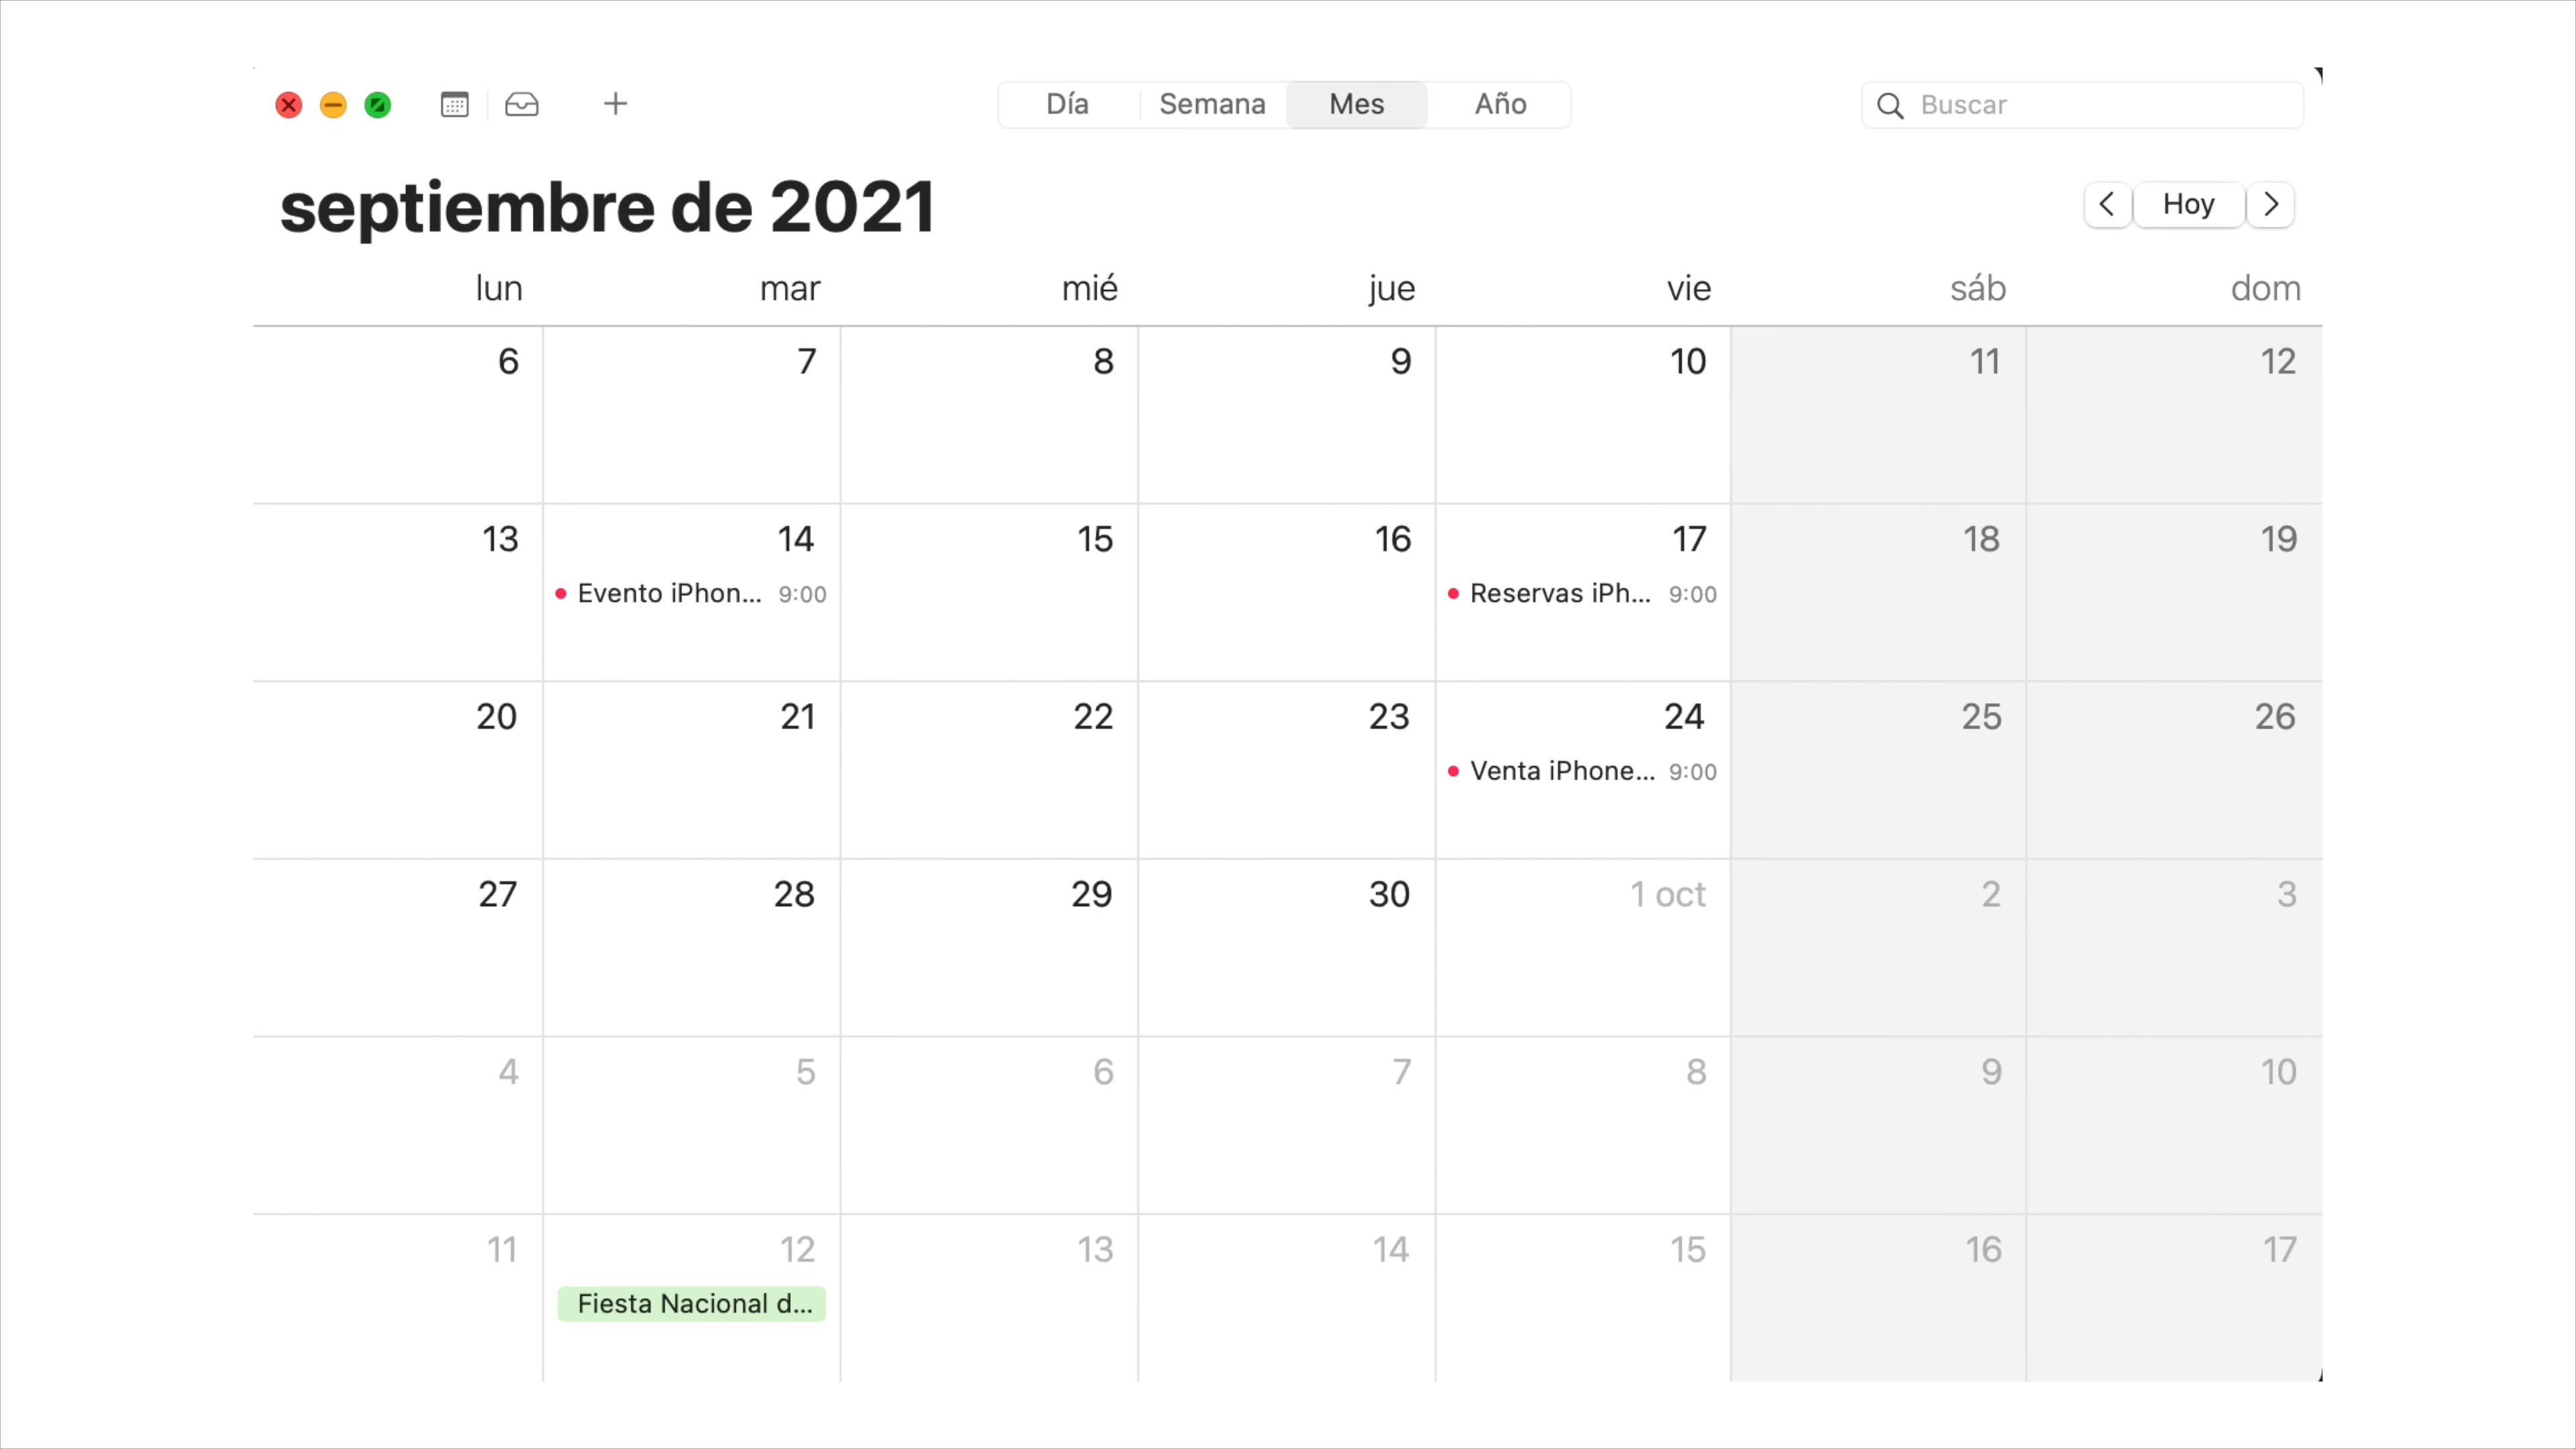 Día Semana Mes Año Buscar
septiembre de 2021 Hoy
lun mar mié jue vie sáb dom
6 7 8 9 10 11 12
13 14 15 16 17 18 19
Evento iPhon... 9:00 Reservas iPh... 9:00
20 21 22 23 24 25 26
Venta iPhone... 9:00
27 28 29 30 1 oct 2 3
4 5 6 7 8 9 10
11 12 13 14 15 16 17
Fiesta Nacional d...